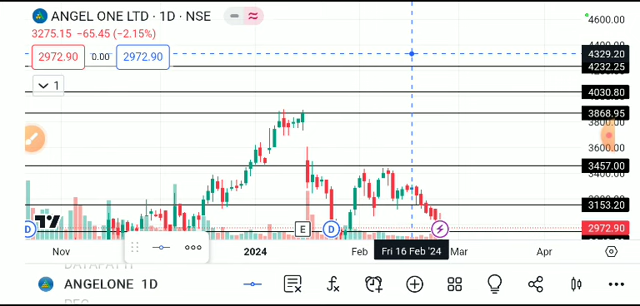 ANGEL ONE LTD · 1D · NSE
3275.15 −65.45 (−2.15%)
2972.90 0.00 2972.90
1
4600.00
4329.20
4232.25
4030.80
3868.95
3600.00
3457.00
3153.20
2972.90
D E D
Nov 2024 Feb Fri 16 Feb '24 Mar Apr
ANGELONE 1D